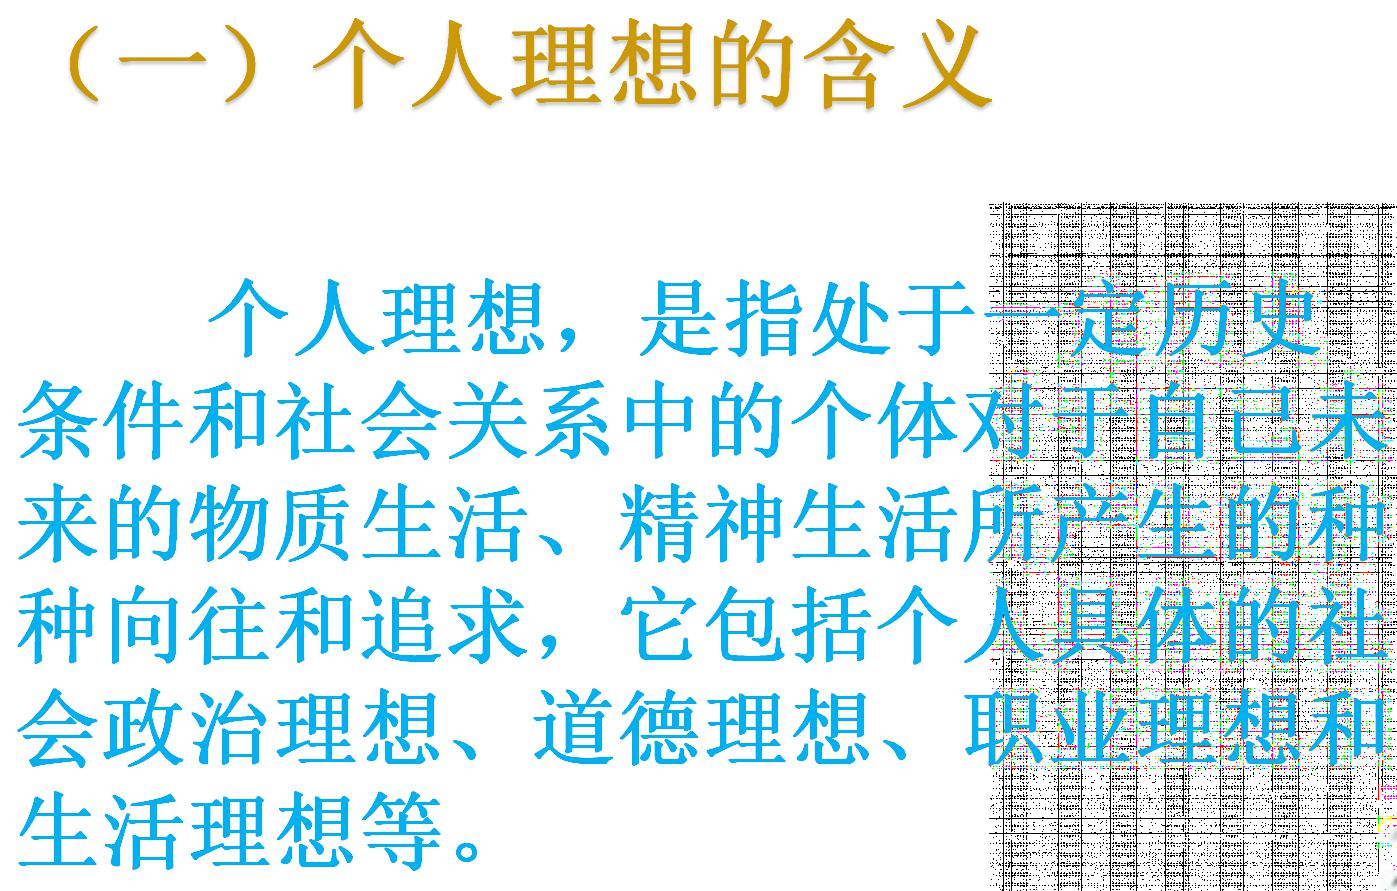 （一）个人理想的含义
个人理想，是指处于一定历史
条件和社会关系中的个体对于自己未
来的物质生活、精神生活所产生的种
种向往和追求，它包括个人具体的社
会政治理想、道德理想、职业理想和
生活理想等。